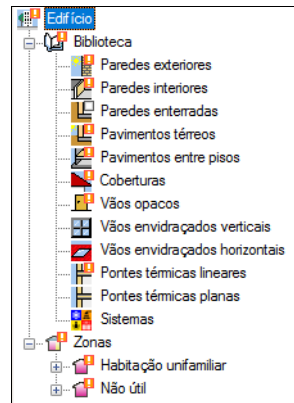 Edifício
Biblioteca
Paredes exteriores
Paredes interiores
Paredes enterradas
Pavimentos térreos
Pavimentos entre pisos
Coberturas
Vãos opacos
Vãos envidraçados verticais
Vãos envidraçados horizontais
Pontes térmicas lineares
Pontes térmicas planas
Sistemas
Zonas
Habitação unifamiliar
Não útil